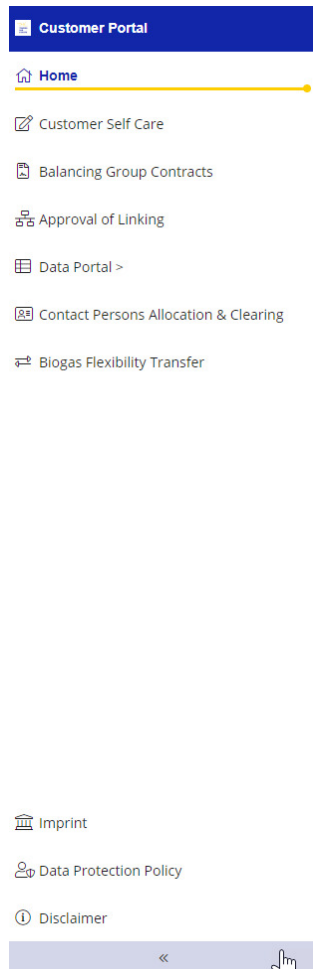 Customer Portal
Home
Customer Self Care
Balancing Group Contracts
Approval of Linking
Data Portal >
Contact Persons Allocation & Clearing
Biogas Flexibility Transfer
Imprint
Data Protection Policy
Disclaimer
«